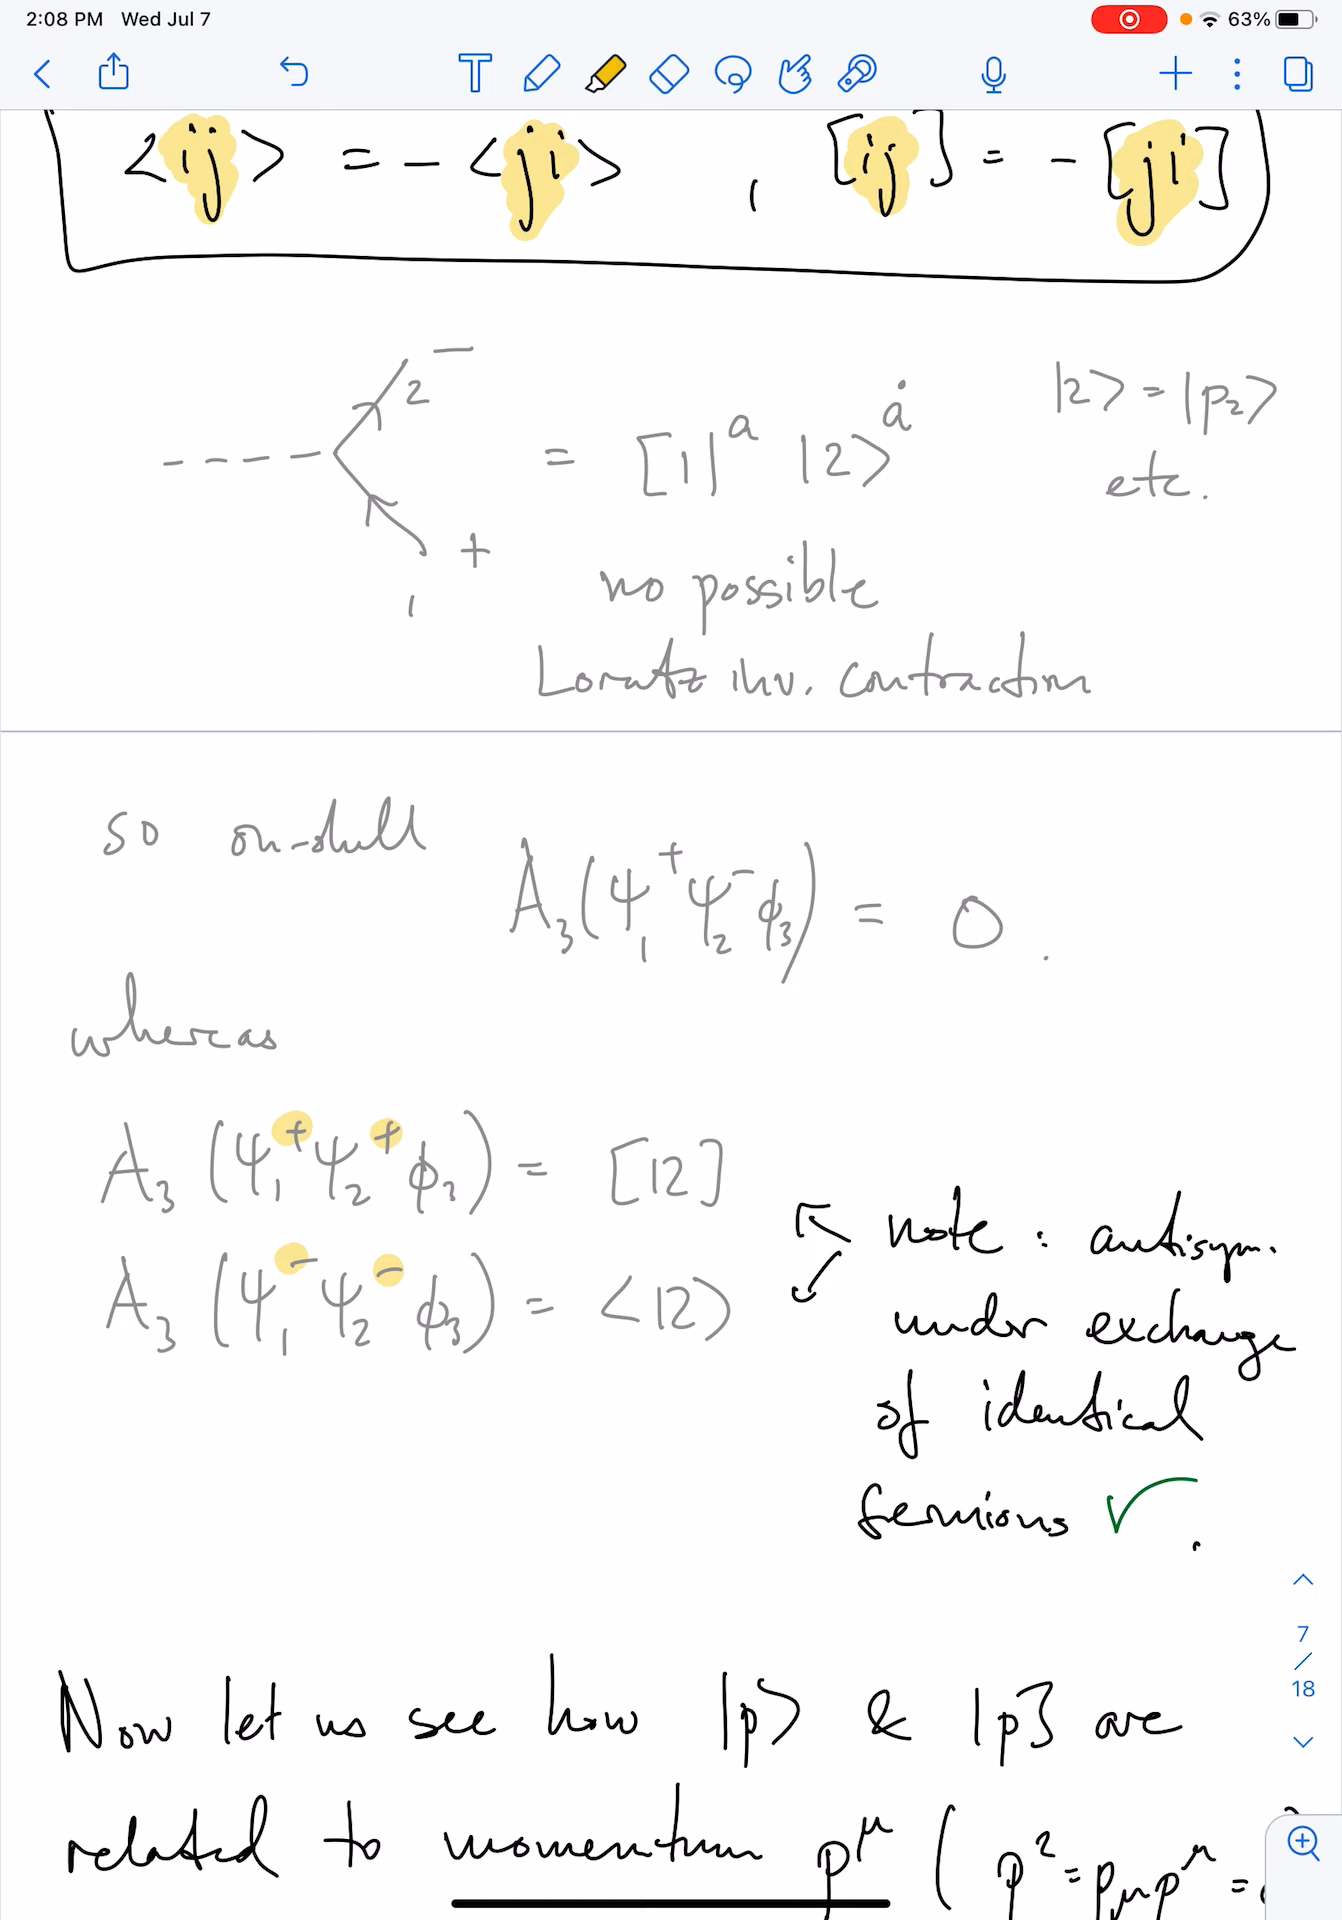 2:08 PM Wed Jul 7 63%
<ij> = - <ji> , [ij] = - [ji]
2 -
= [1|^a |2>^ȧ
|2> = |p₂>
etc.
+
1
no possible
Lorentz inv. contraction
so on-shell
A₃(ψ₁⁺ψ₂⁻ϕ₃) = 0.
whereas
A₃(ψ₁⁺ψ₂⁺ϕ₃) = [12]
A₃(ψ₁⁻ψ₂⁻ϕ₃) = <12>
note: antisym.
under exchange
of identical
fermions ✓.
7
/
18
Now let us see how |p> & |p] are
related to momentum p^μ ( p² = p_μ p^μ =